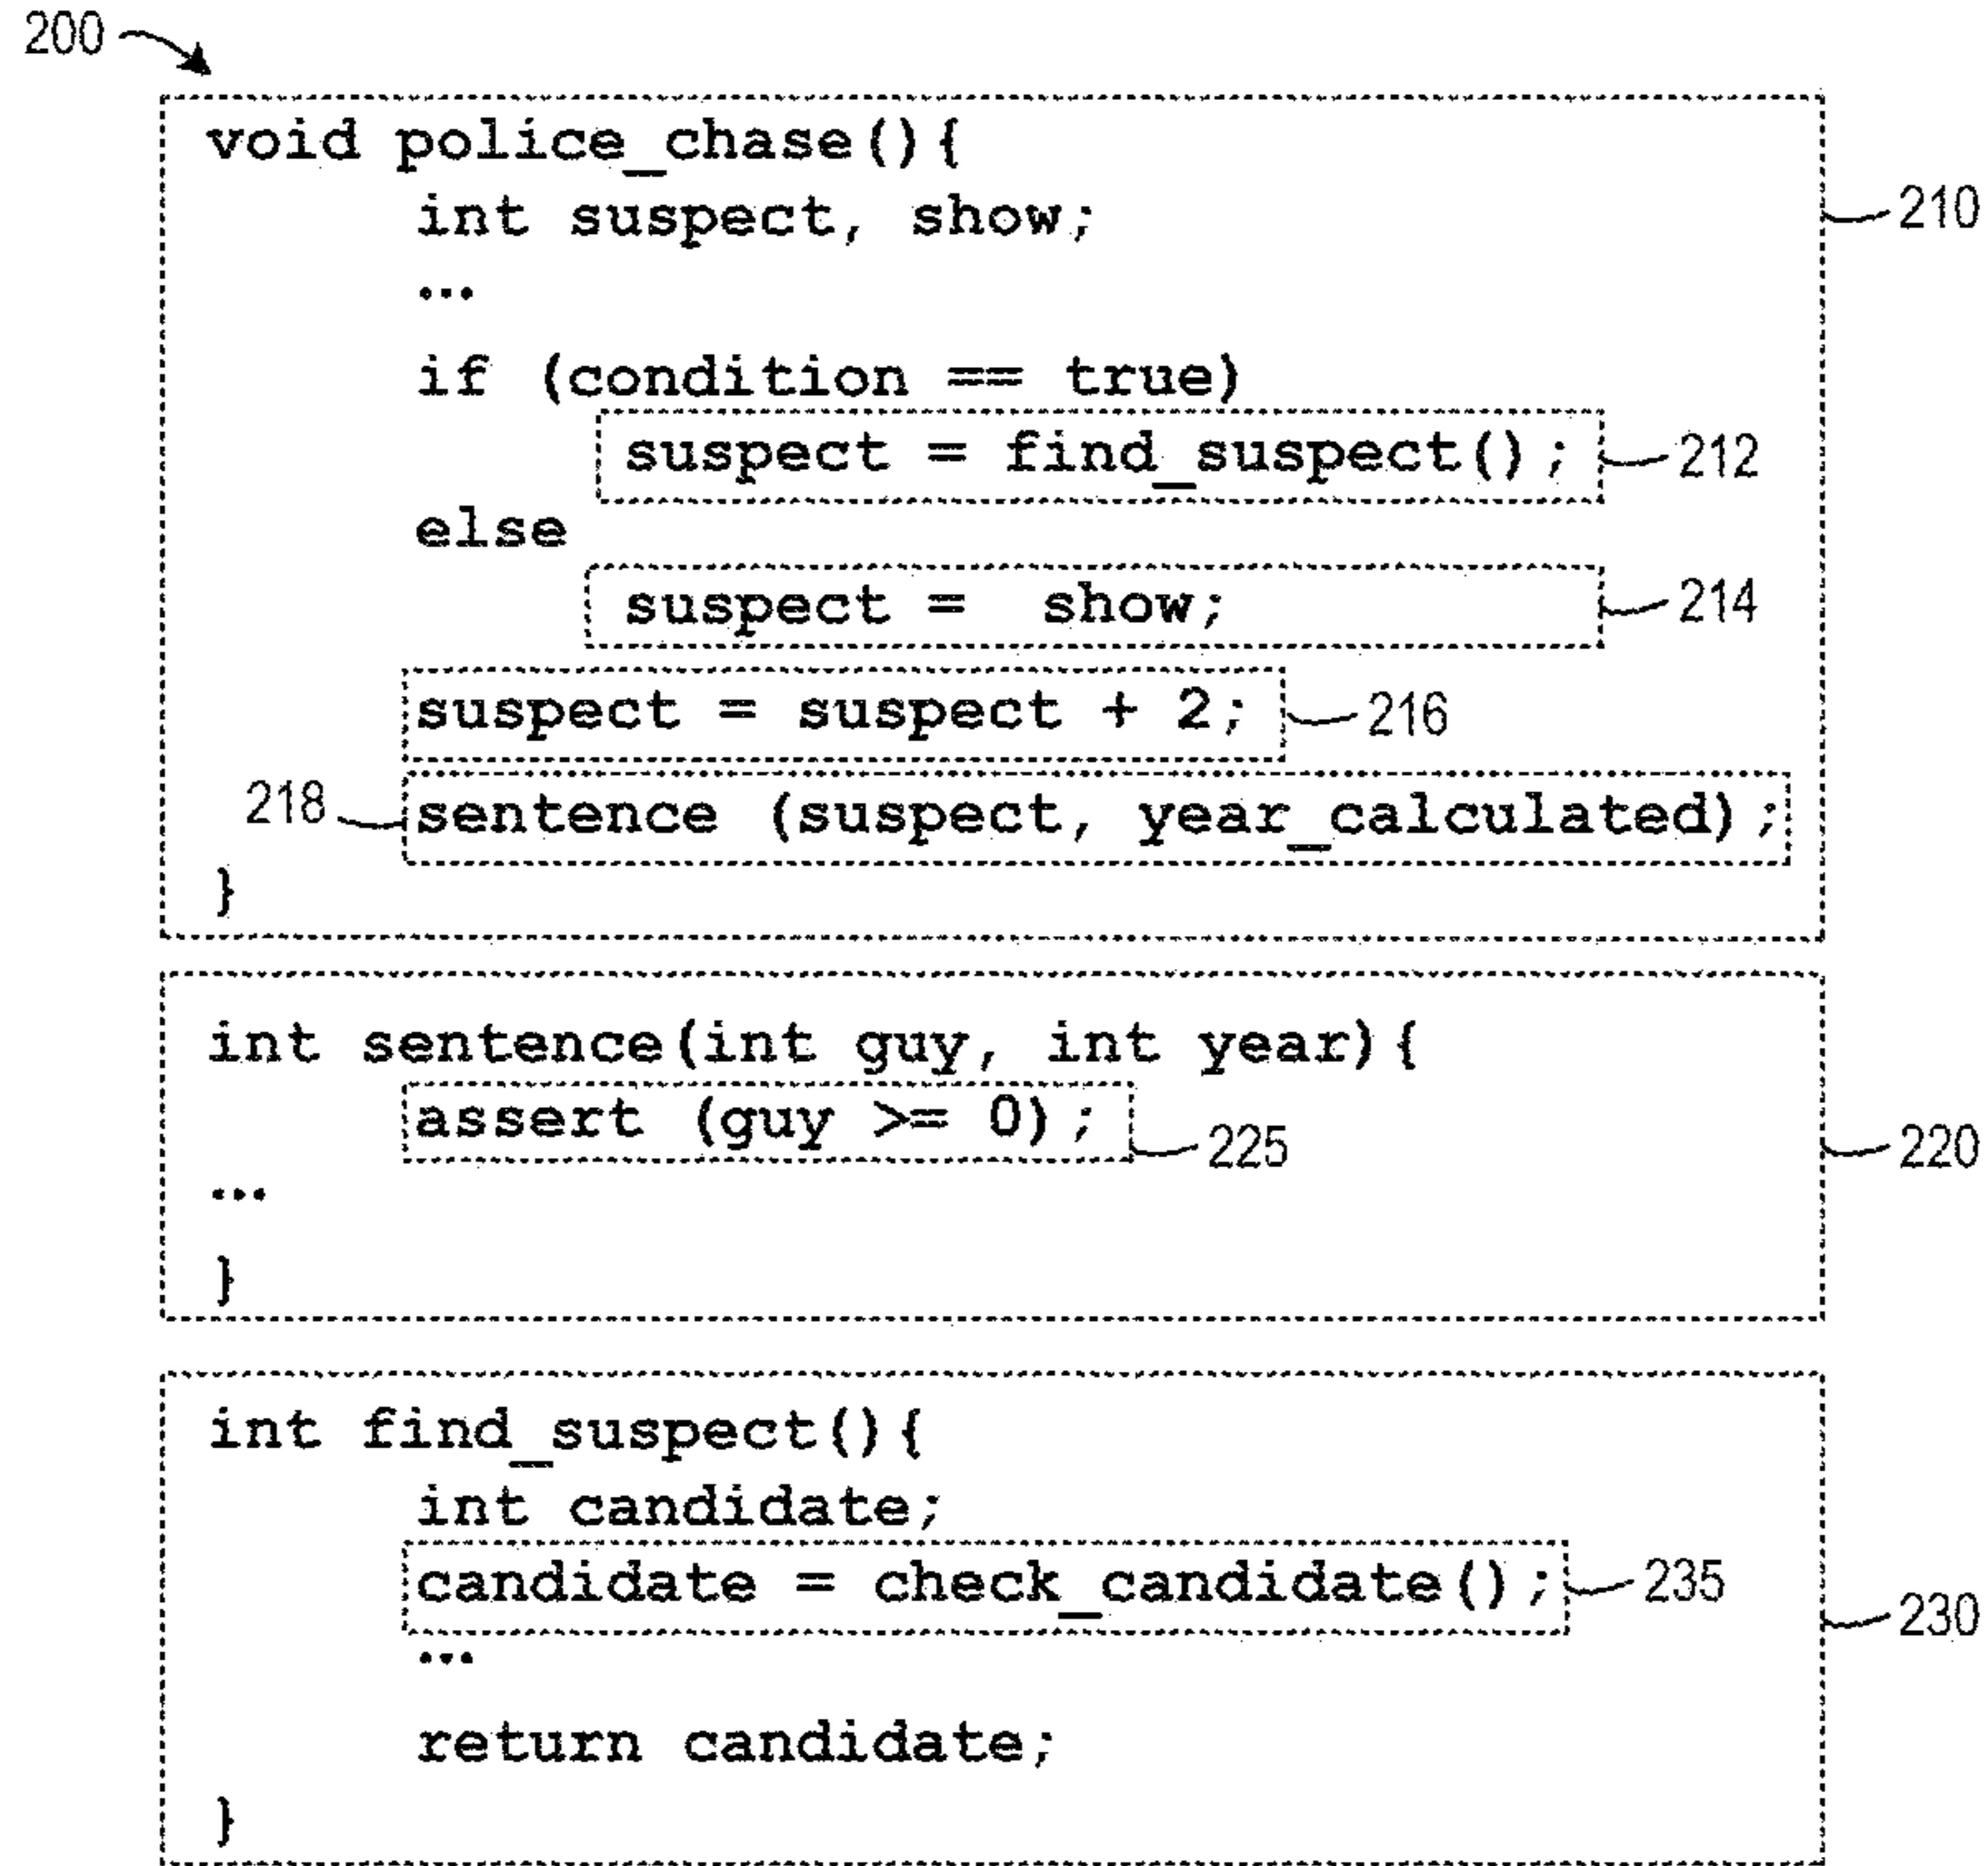 200
void police_chase(){
int suspect, show;
210
...
if (condition == true)
suspect = find_suspect();
212
else
suspect =  show;
214
suspect = suspect + 2;
216
218
sentence (suspect, year_calculated);
}
int sentence(int guy, int year){
assert (guy >= 0);
225
220
...
}
int find_suspect(){
int candidate;
candidate = check_candidate();
235
230
...
return candidate;
}